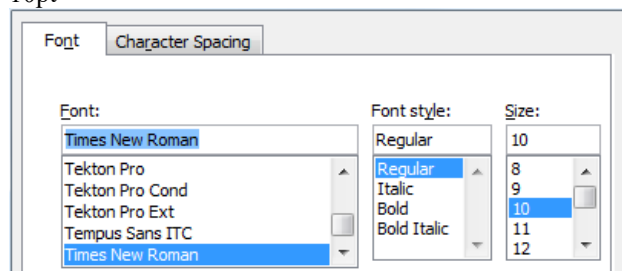 10pt
Font Character Spacing
Font: Font style: Size:
Times New Roman Regular 10
Tekton Pro Regular 8
Tekton Pro Cond Italic 9
Tekton Pro Ext Bold 10
Tempus Sans ITC Bold Italic 11
Times New Roman 12